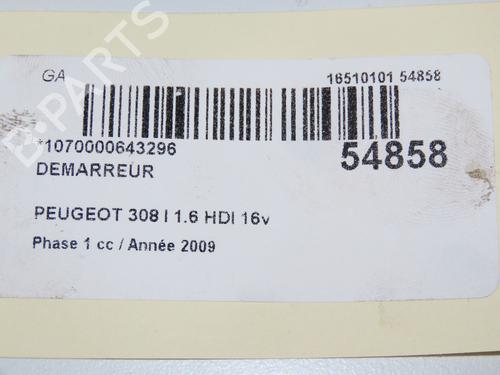 GA
16510101 54858
*1070000643296
54858
DEMARREUR
PEUGEOT 308 I 1.6 HDI 16v
Phase 1 cc / Année 2009
B-PARTS